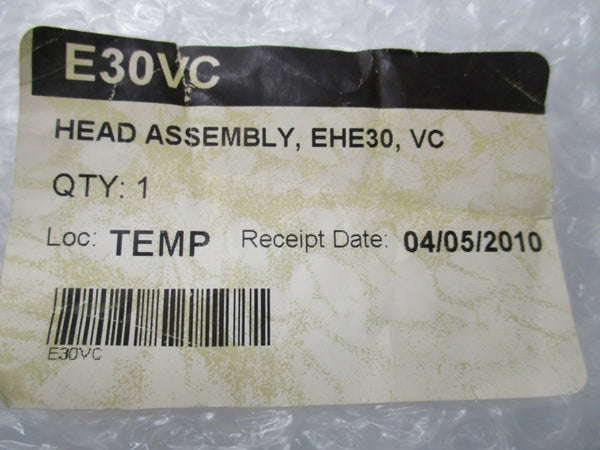 E30VC
HEAD ASSEMBLY, EHE30, VC
QTY: 1
Loc: TEMP Receipt Date: 04/05/2010
E30VC